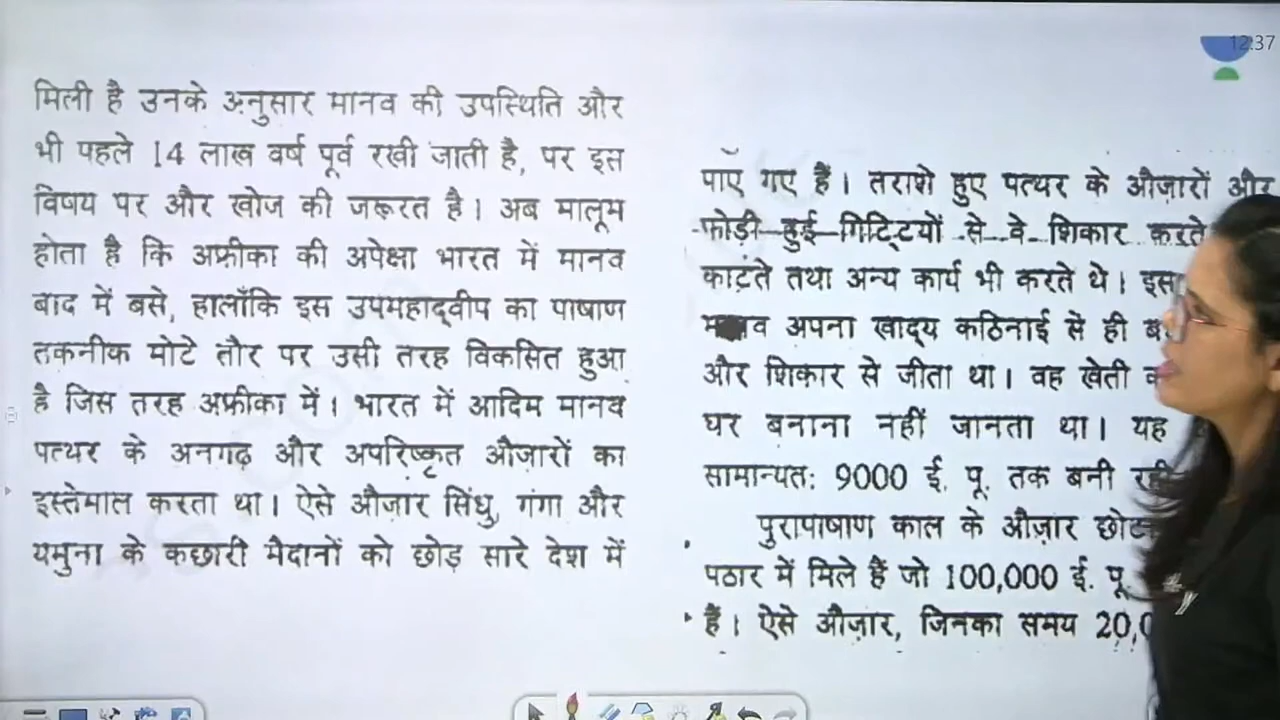 मिली है उनके अनुसार मानव की उपस्थिति और
भी पहले 14 लाख वर्ष पूर्व रखी जाती है, पर इस
विषय पर और खोज की जरूरत है। अब मालूम
होता है कि अफ्रीका की अपेक्षा भारत में मानव
बाद में बसे, हालाँकि इस उपमहाद्वीप का पाषाण
तकनीक मोटे तौर पर उसी तरह विकसित हुआ
है जिस तरह अफ्रीका में। भारत में आदिम मानव
पत्थर के अनगढ़ और अपरिष्कृत औज़ारों का
इस्तेमाल करता था। ऐसे औज़ार सिंधु, गंगा और
यमुना के कछारी मैदानों को छोड़ सारे देश में
पाए गए हैं। तराशे हुए पत्थर के औज़ारों और
फोड़ी हुई गिट्टियों से वे शिकार करते
काटते तथा अन्य कार्य भी करते थे। इस
अपना खाद्य कठिनाई से ही
और शिकार से जीता था। वह खेती
घर बनाना नहीं जानता था। यह
सामान्यत: 9000 ई. पू. तक बनी रही
पुरापाषाण काल के औज़ार
पठार में मिले हैं जो 100,000 ई. पू.
हैं। ऐसे औज़ार, जिनका समय
12:37